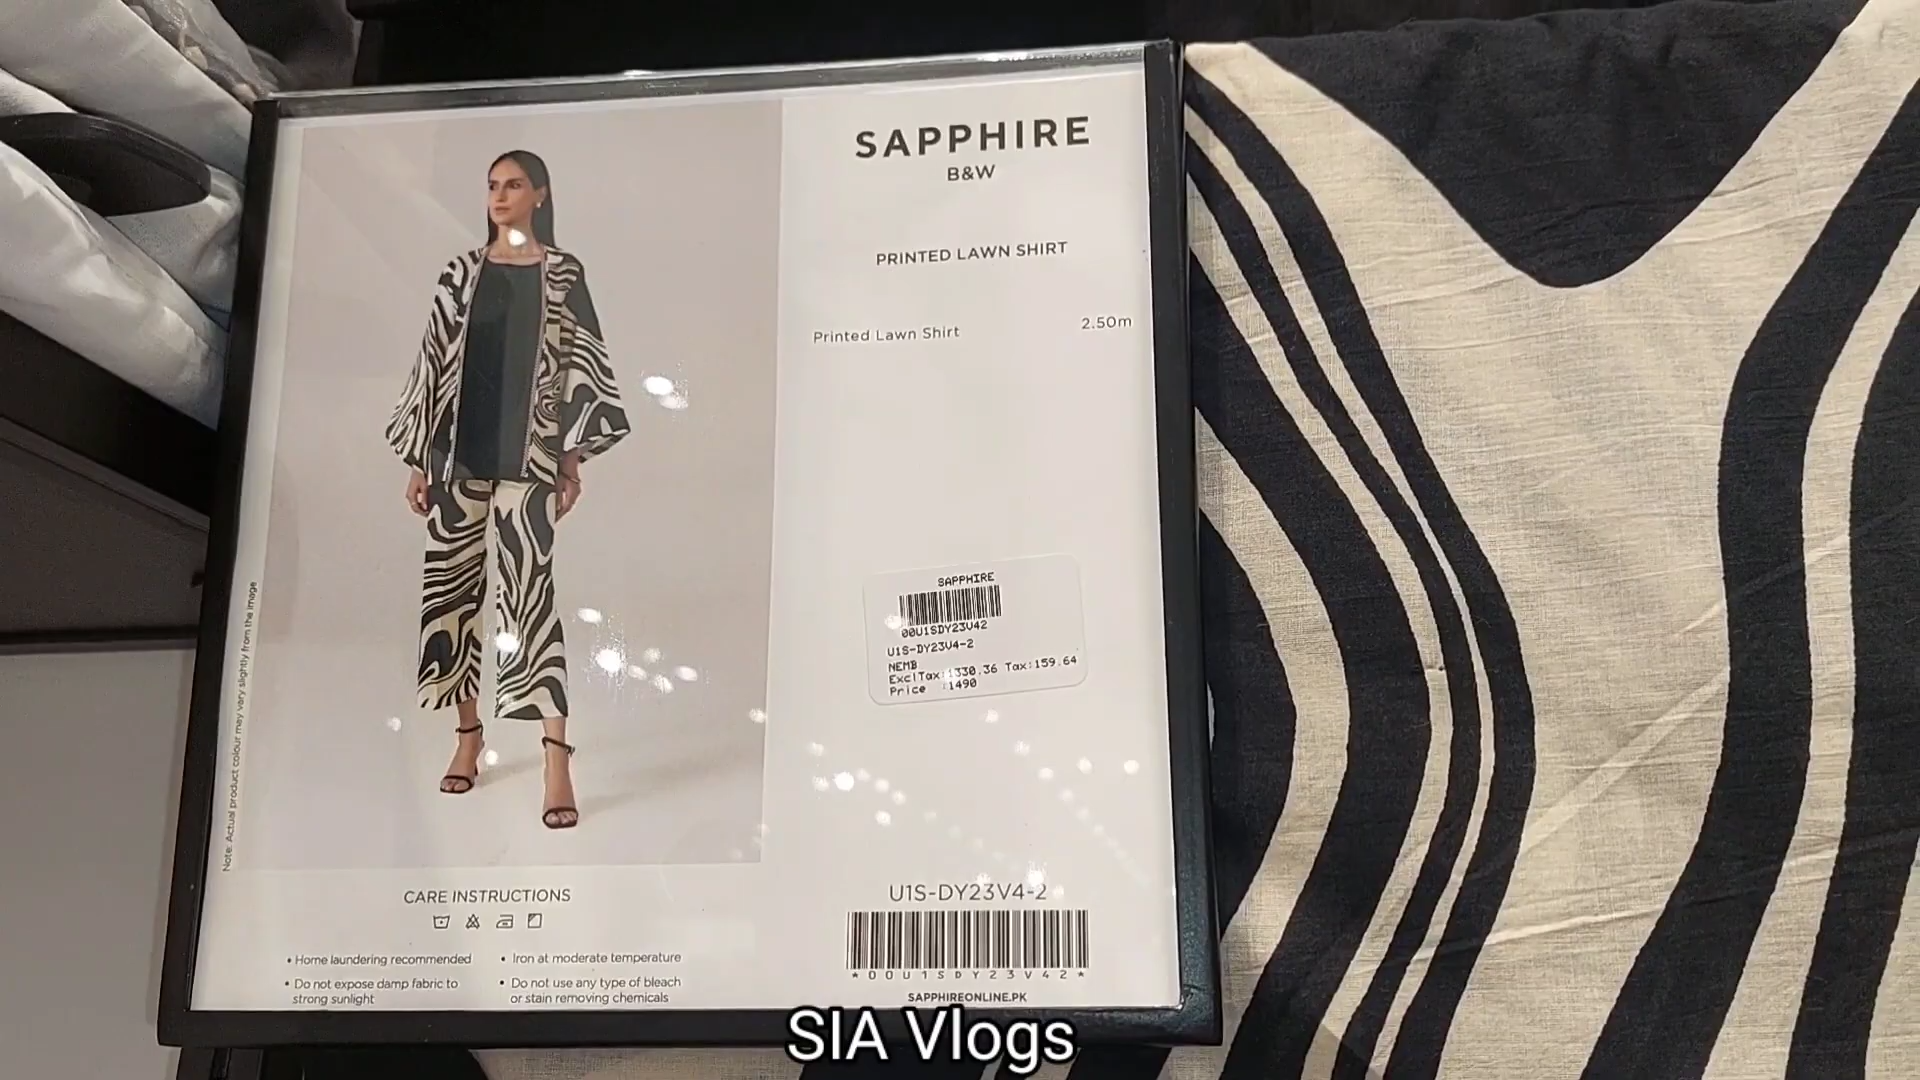 SAPPHIRE
B&W
PRINTED LAWN SHIRT
Printed Lawn Shirt 2.50m
SAPPHIRE
00U1SDY23V42
U1S-DY23V4-2
NEMB
ExclTax:1330.36 Tax:159.64
Price :1490
Note: Actual product colour may vary slightly from the image
CARE INSTRUCTIONS
• Home laundering recommended
• Do not expose damp fabric to
strong sunlight
• Iron at moderate temperature
• Do not use any type of bleach
or stain removing chemicals
U1S-DY23V4-2
*00U1SDY23V42*
SAPPHIREONLINE.PK
SIA Vlogs